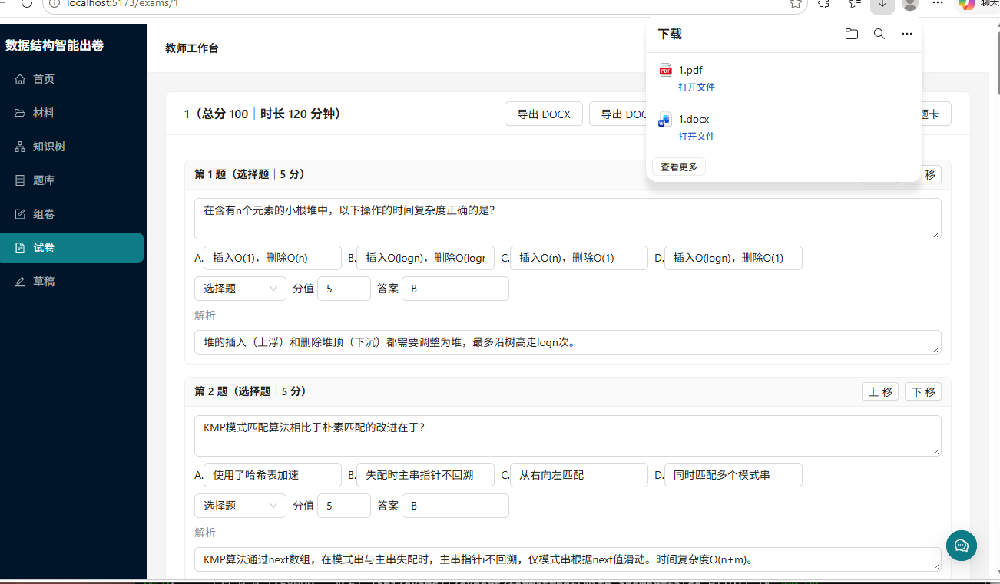 localhost:5173/exams/1
聊天
数据结构智能出卷
首页
材料
知识树
题库
组卷
试卷
草稿
教师工作台
下载
1.pdf
打开文件
1.docx
打开文件
查看更多
1（总分 100｜时长 120 分钟）
导出 DOCX
导出 DOC
题卡
第 1 题（选择题｜5 分）
移
在含有n个元素的小根堆中，以下操作的时间复杂度正确的是？
A. 插入O(1)，删除O(n) B. 插入O(logn)，删除O(logr C. 插入O(n)，删除O(1) D. 插入O(logn)，删除O(1)
选择题 分值 5 答案 B
解析
堆的插入（上浮）和删除堆顶（下沉）都需要调整为堆，最多沿树高走logn次。
第 2 题（选择题｜5 分）
上 移 下 移
KMP模式匹配算法相比于朴素匹配的改进在于？
A. 使用了哈希表加速 B. 失配时主串指针不回溯 C. 从右向左匹配 D. 同时匹配多个模式串
选择题 分值 5 答案 B
解析
KMP算法通过next数组，在模式串与主串失配时，主串指针i不回溯，仅模式串根据next值滑动。时间复杂度O(n+m)。